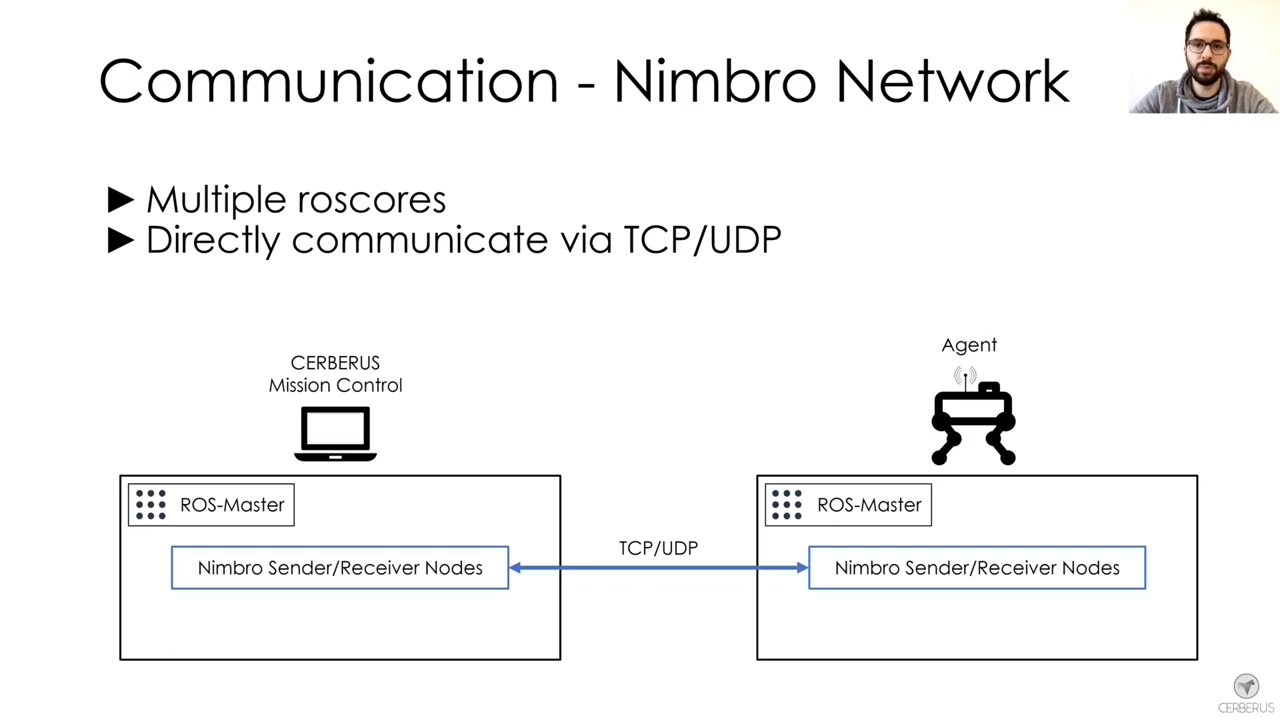 Communication - Nimbro Network
► Multiple roscores
► Directly communicate via TCP/UDP
CERBERUS
Mission Control
Agent
ROS-Master
ROS-Master
TCP/UDP
Nimbro Sender/Receiver Nodes
Nimbro Sender/Receiver Nodes
CERBERUS